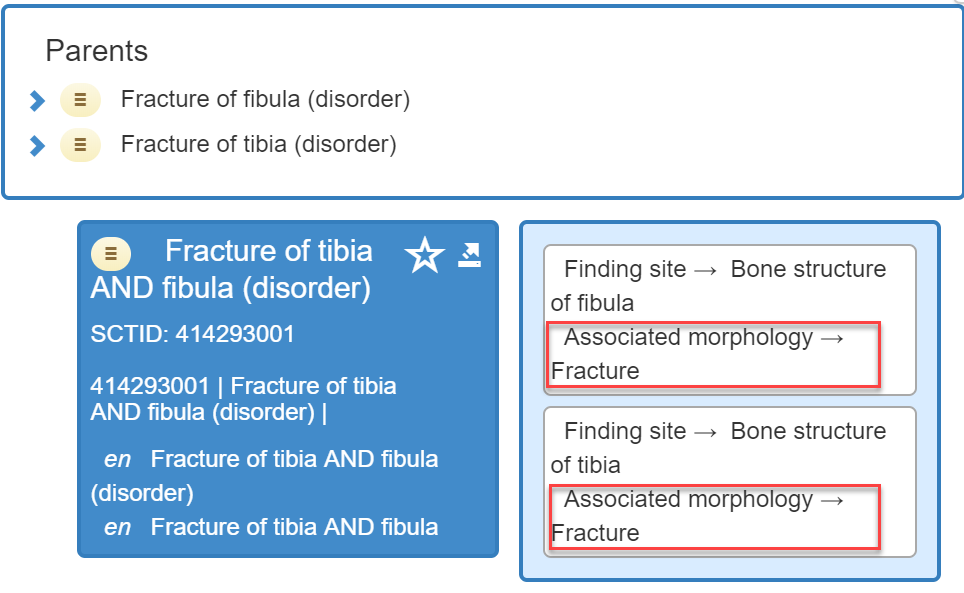 Parents
Fracture of fibula (disorder)
Fracture of tibia (disorder)
Fracture of tibia
AND fibula (disorder)
SCTID: 414293001
414293001 | Fracture of tibia
AND fibula (disorder) |
en Fracture of tibia AND fibula
(disorder)
en Fracture of tibia AND fibula
Finding site → Bone structure
of fibula
Associated morphology →
Fracture
Finding site → Bone structure
of tibia
Associated morphology →
Fracture